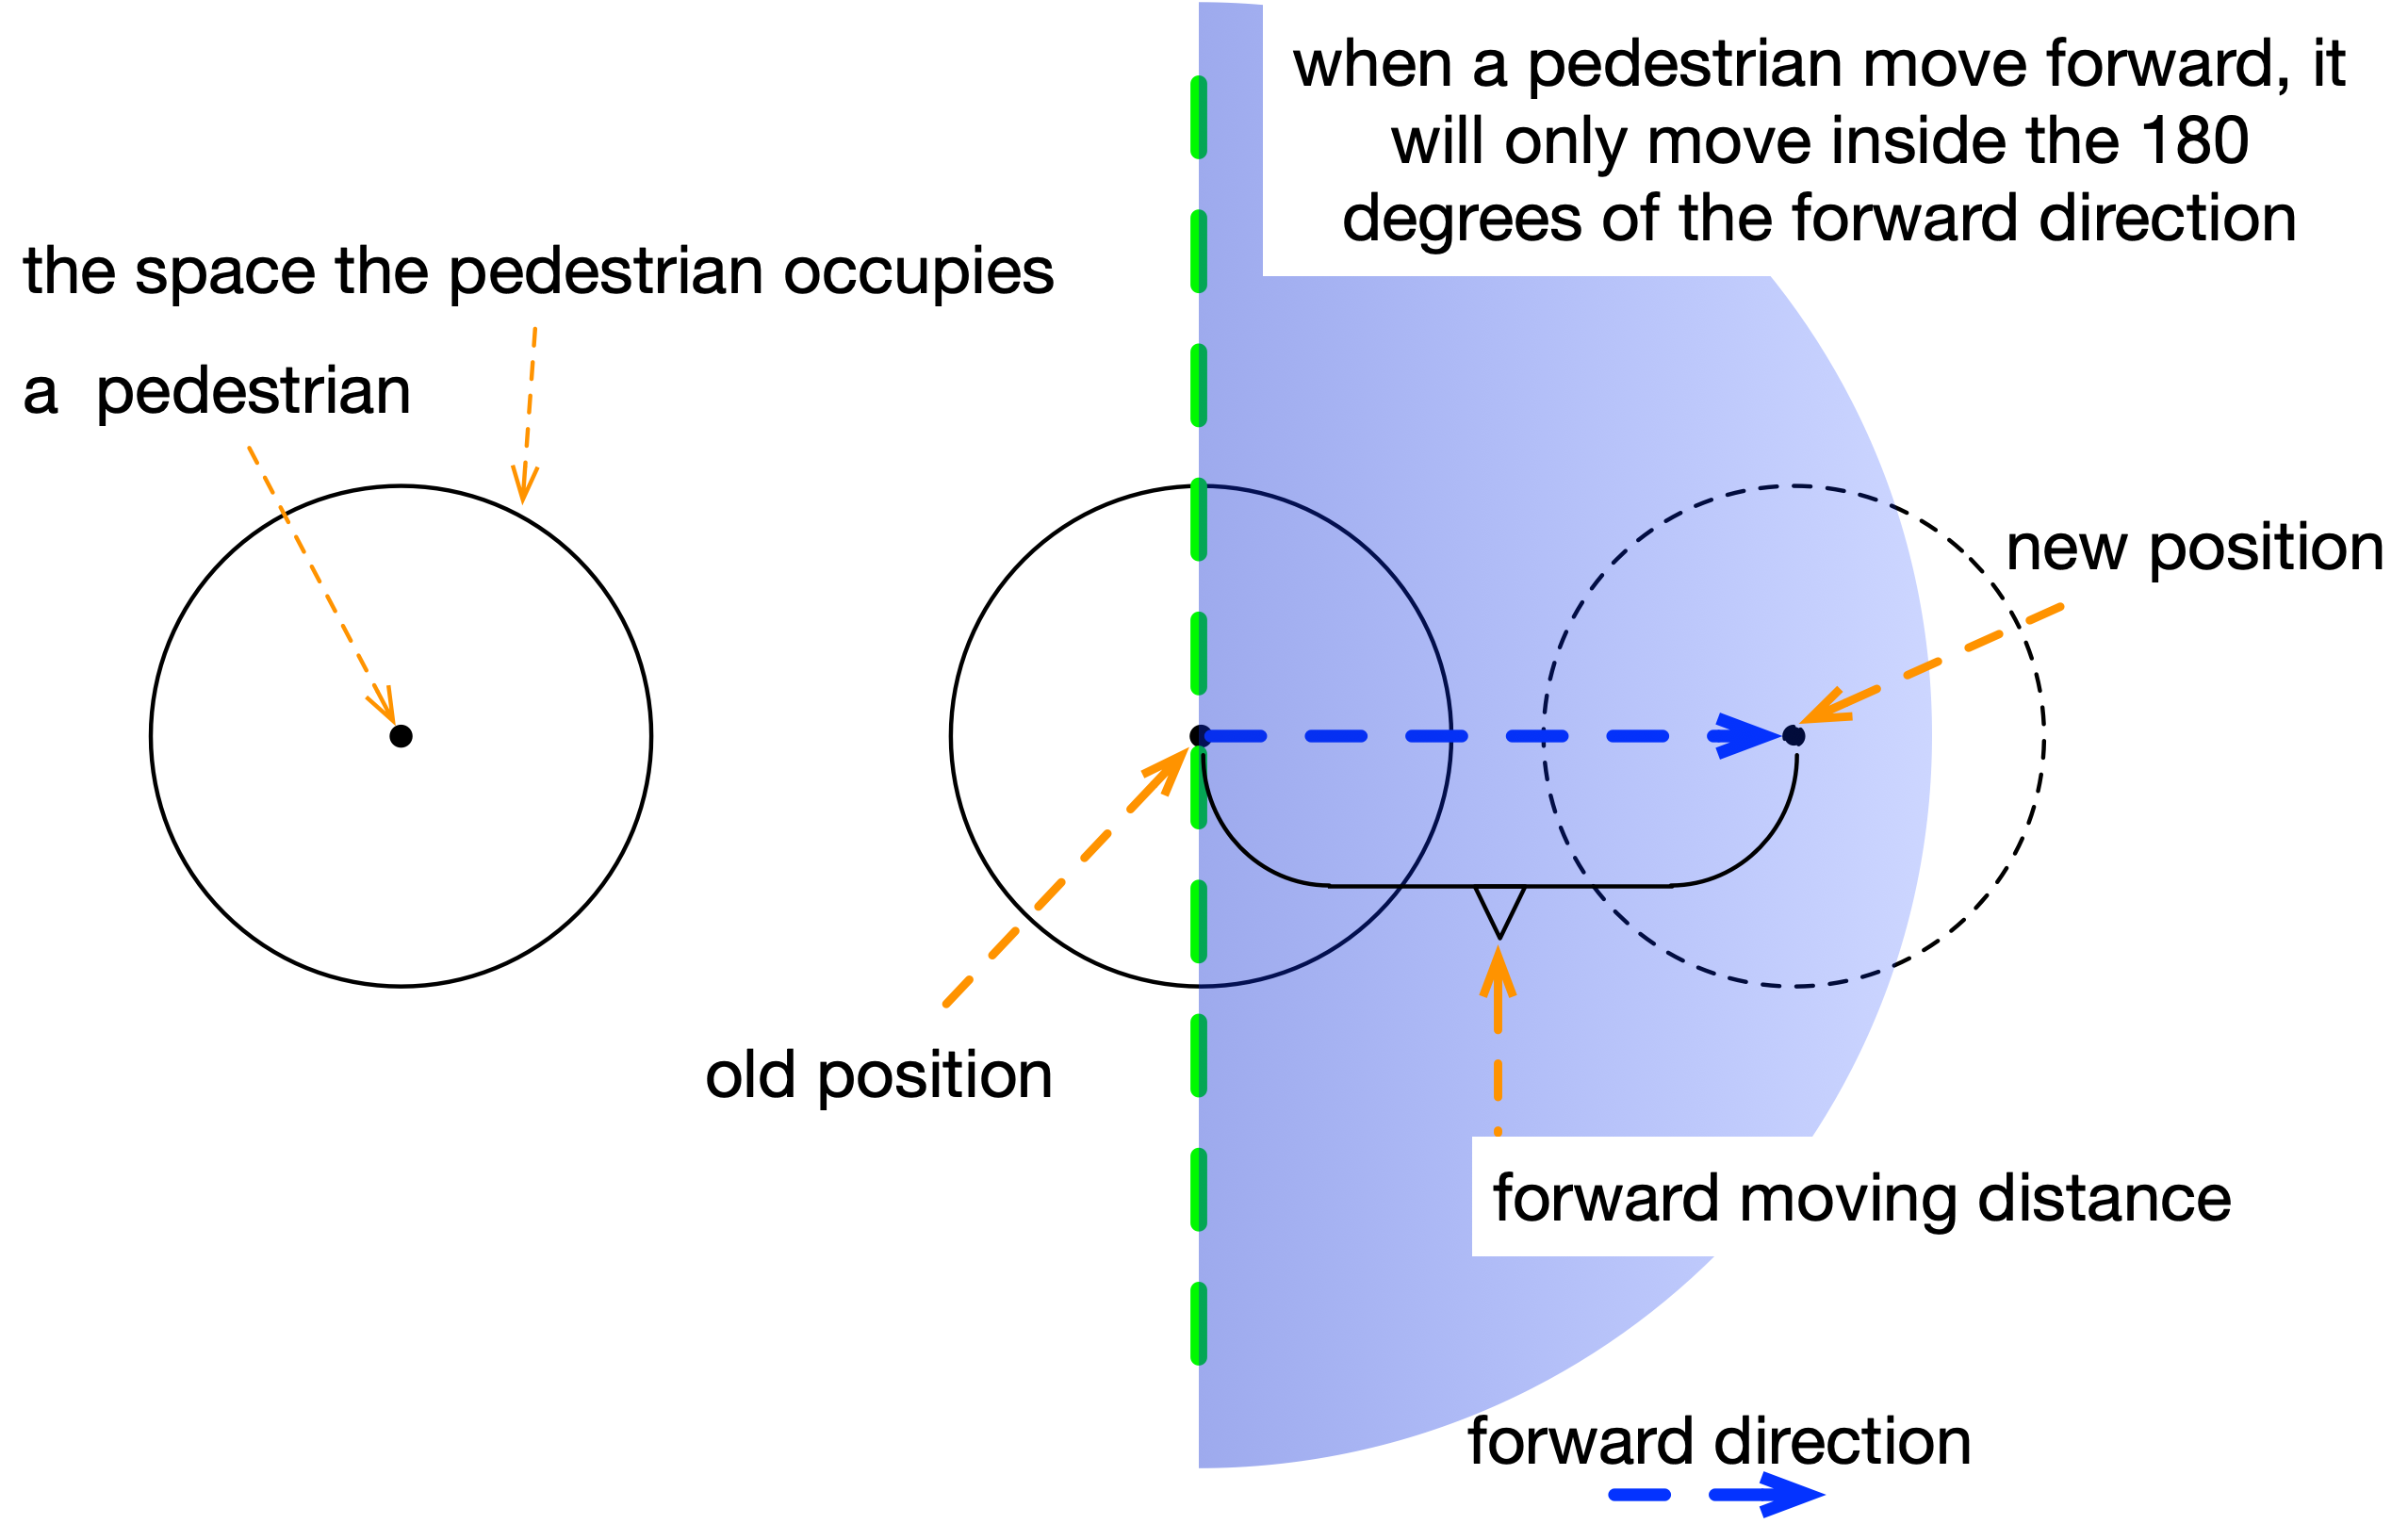 when a pedestrian move forward, it
will only move inside the 180
degrees of the forward direction
the space the pedestrian occupies
a pedestrian
new position
old position
forward moving distance
forward direction